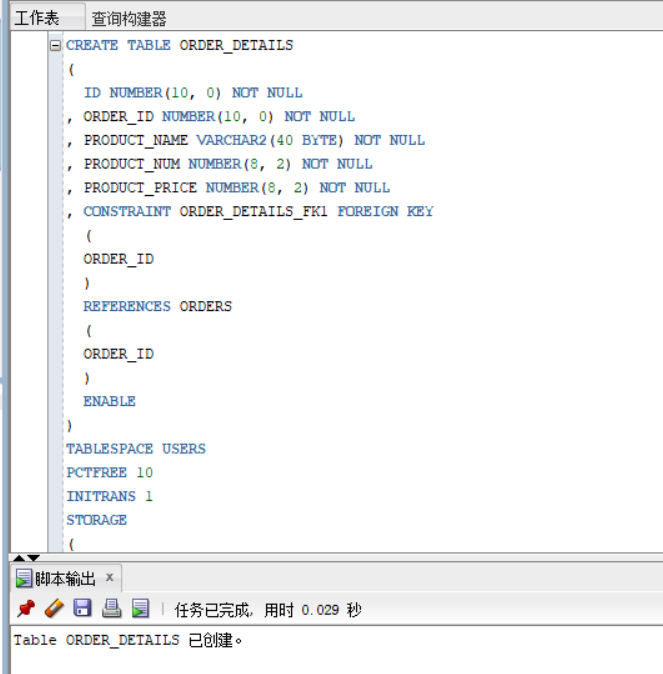 工作表 查询构建器
CREATE TABLE ORDER_DETAILS
(
ID NUMBER(10, 0) NOT NULL
, ORDER_ID NUMBER(10, 0) NOT NULL
, PRODUCT_NAME VARCHAR2(40 BYTE) NOT NULL
, PRODUCT_NUM NUMBER(8, 2) NOT NULL
, PRODUCT_PRICE NUMBER(8, 2) NOT NULL
, CONSTRAINT ORDER_DETAILS_FK1 FOREIGN KEY
(
ORDER_ID
)
REFERENCES ORDERS
(
ORDER_ID
)
ENABLE
)
TABLESPACE USERS
PCTFREE 10
INITRANS 1
STORAGE
(
脚本输出 x
任务已完成, 用时 0.029 秒
Table ORDER_DETAILS 已创建。